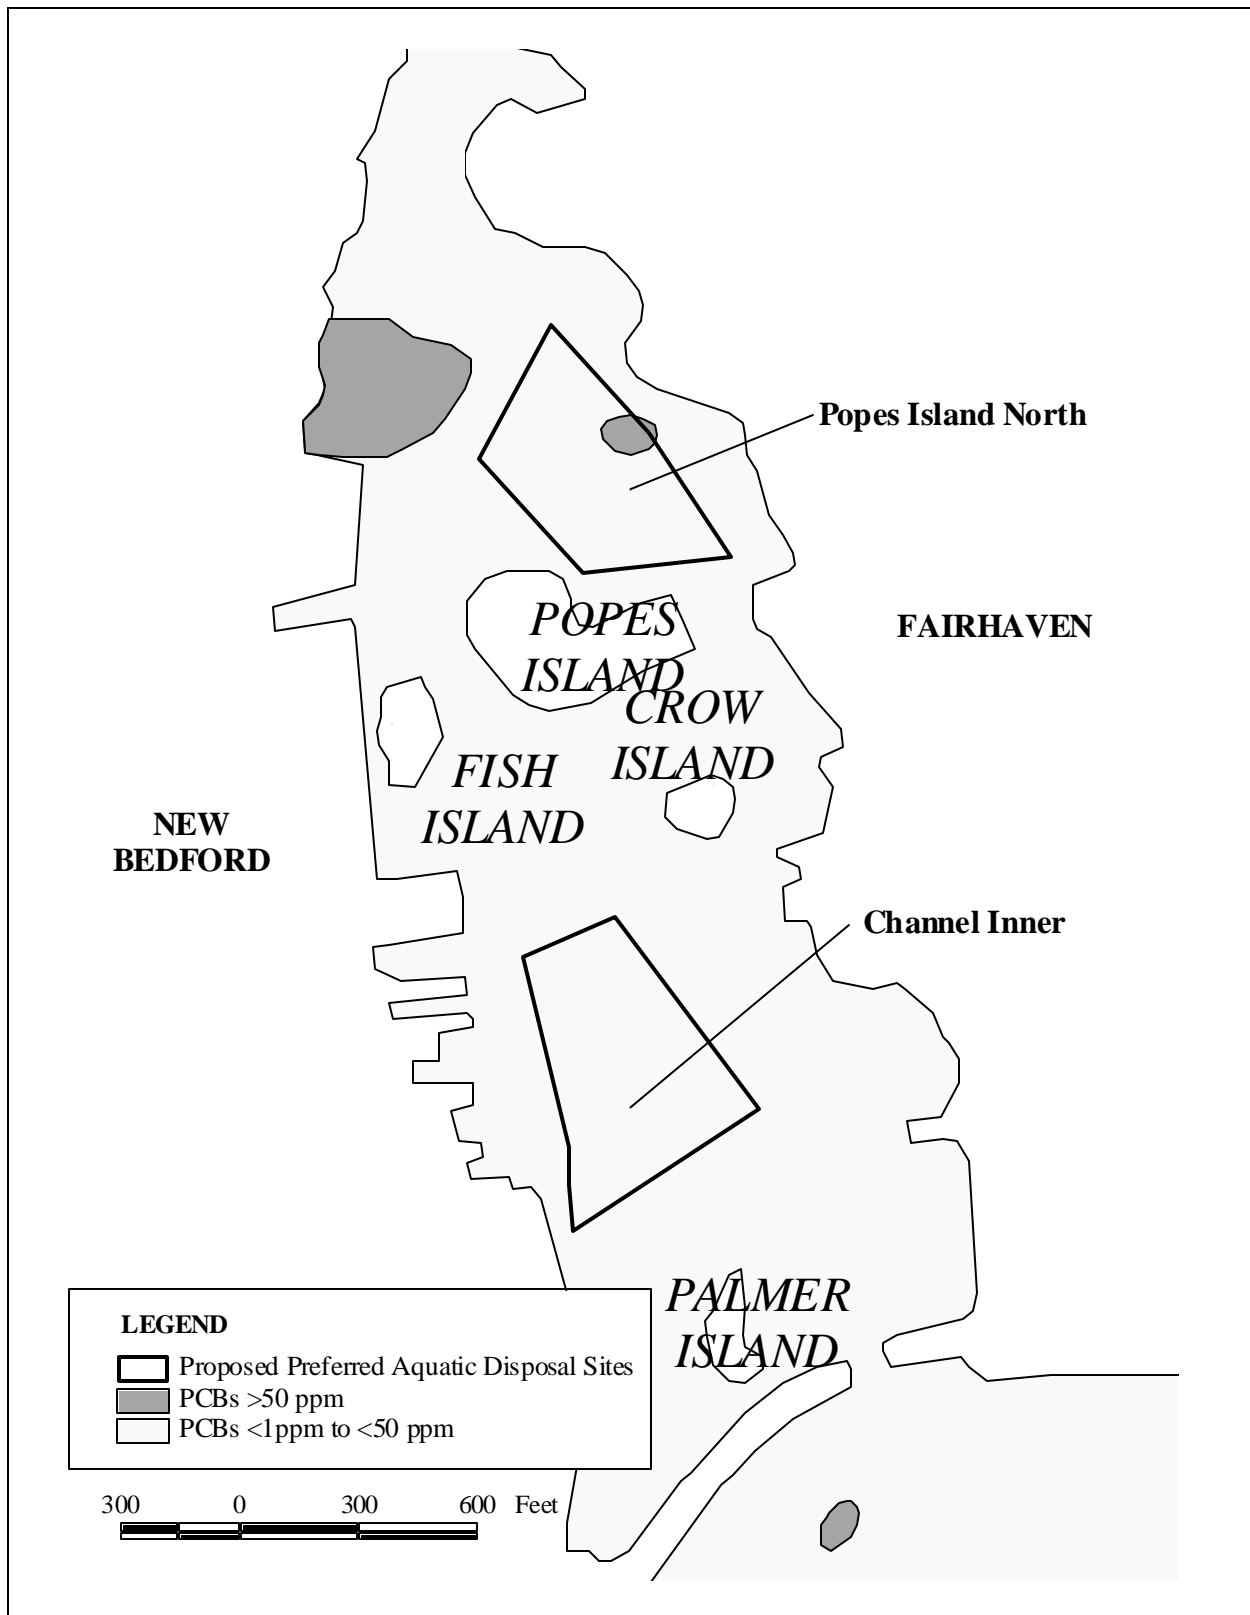 Popes Island North
POPES
ISLAND
FAIRHAVEN
CROW
ISLAND
FISH
ISLAND
NEW
BEDFORD
Channel Inner
PALMER
ISLAND
LEGEND
Proposed Preferred Aquatic Disposal Sites
PCBs >50 ppm
PCBs <1ppm to <50 ppm
300 0 300 600 Feet